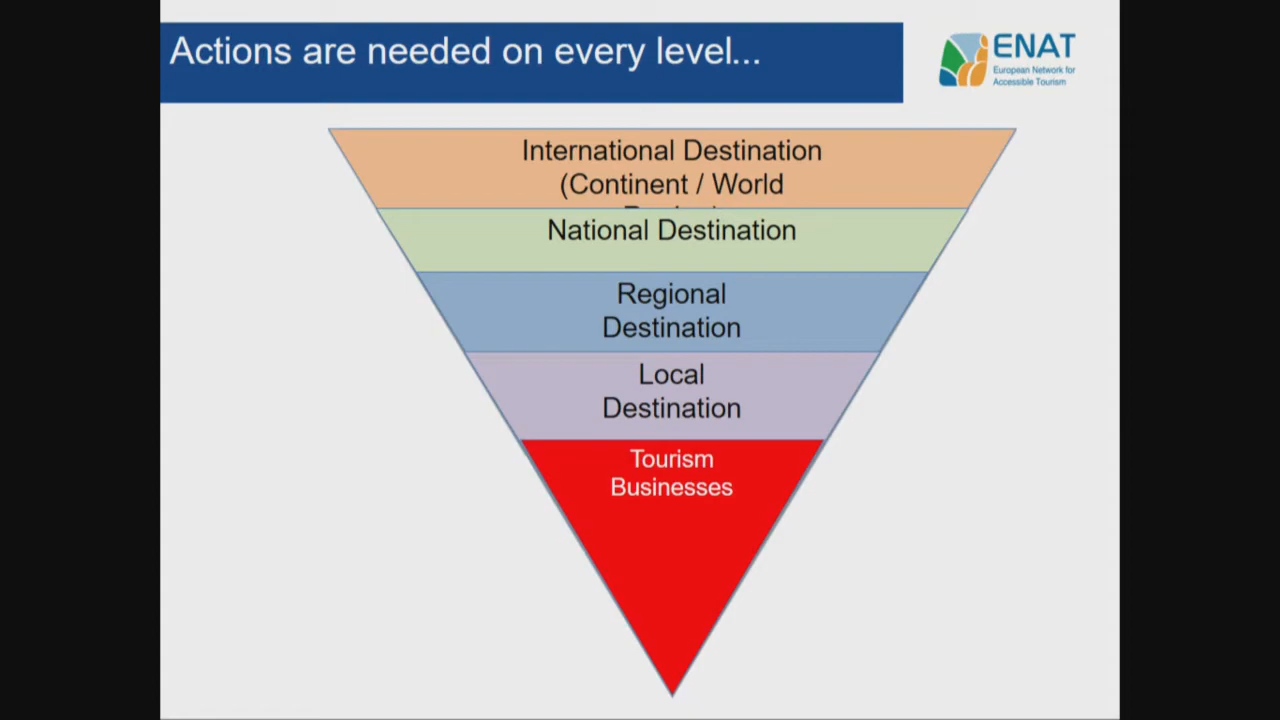 Actions are needed on every level...
ENAT
European Network for
Accessible Tourism
International Destination
(Continent / World
National Destination
Regional
Destination
Local
Destination
Tourism
Businesses